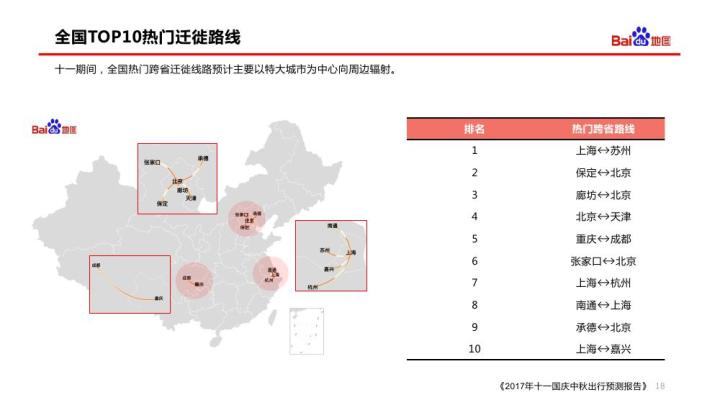 全国TOP10热门迁徙路线
Bai du 地图
十一期间，全国热门跨省迁徙线路预计主要以特大城市为中心向周边辐射。
Bai du 地图
张家口
承德
北京
廊坊
天津
保定
张家口
承德
北京
保定
南通
苏州
上海
嘉兴
杭州
成都
重庆
成都
重庆
南通
上海
杭州
排名 热门跨省路线
1 上海↔苏州
2 保定↔北京
3 廊坊↔北京
4 北京↔天津
5 重庆↔成都
6 张家口↔北京
7 上海↔杭州
8 南通↔上海
9 承德↔北京
10 上海↔嘉兴
《2017年十一国庆中秋出行预测报告》 18